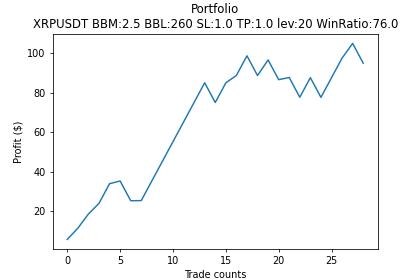 Portfolio
XRPUSDT BBM:2.5 BBL:260 SL:1.0 TP:1.0 lev:20 WinRatio:76.0
100
80
60
40
20
Profit ($)
0 5 10 15 20 25
Trade counts